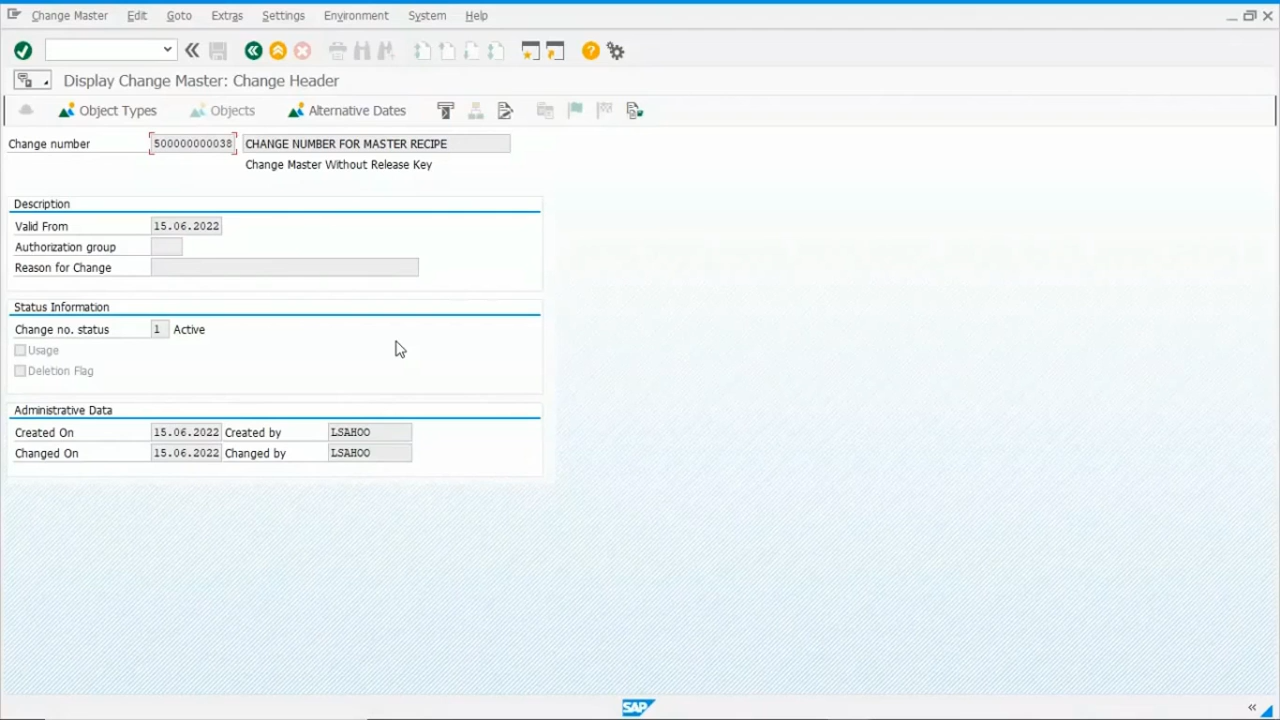 Change Master Edit Goto Extras Settings Environment System Help
Display Change Master: Change Header
Object Types Objects Alternative Dates
Change number 500000000038 CHANGE NUMBER FOR MASTER RECIPE
Change Master Without Release Key
Description
Valid From 15.06.2022
Authorization group
Reason for Change
Status Information
Change no. status 1 Active
Usage
Deletion Flag
Administrative Data
Created On 15.06.2022 Created by LSAHOO
Changed On 15.06.2022 Changed by LSAHOO
SAP